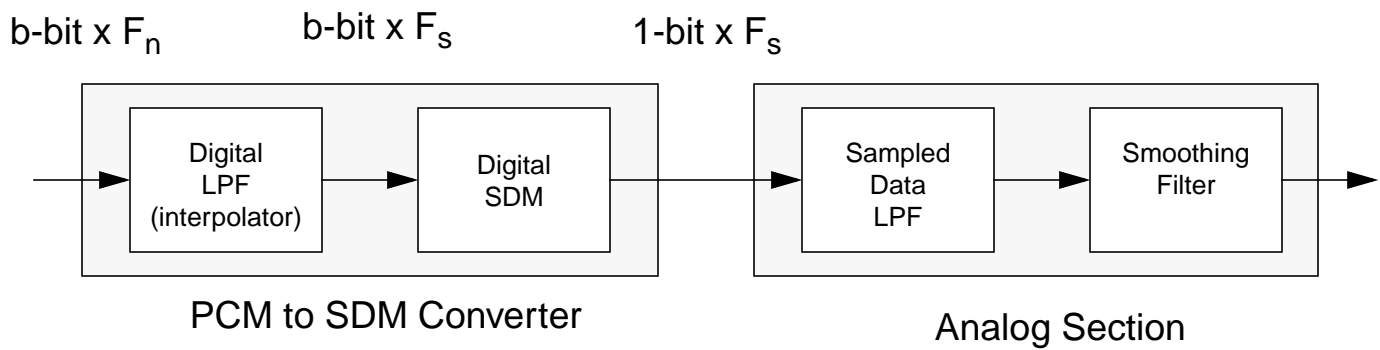 b-bit x Fn
b-bit x Fs
1-bit x Fs
Digital
LPF
(interpolator)
Digital
SDM
Sampled
Data
LPF
Smoothing
Filter
PCM to SDM Converter
Analog Section